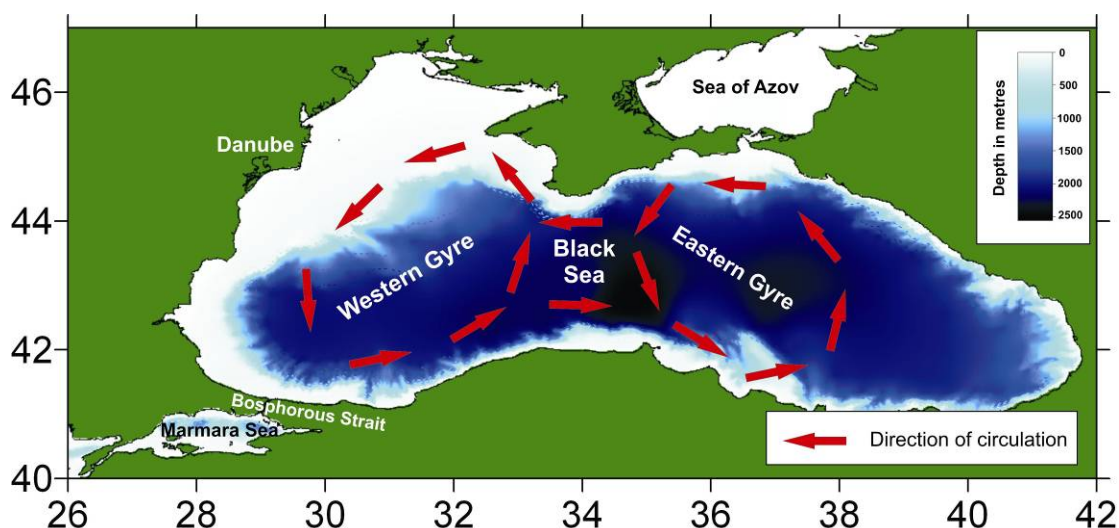 46
44
42
40
26
28
30
32
34
36
38
40
42
Danube
Sea of Azov
Western Gyre
Black
Sea
Eastern Gyre
Bosphorous Strait
Marmara Sea
Depth in metres
0
500
1000
1500
2000
2500
Direction of circulation